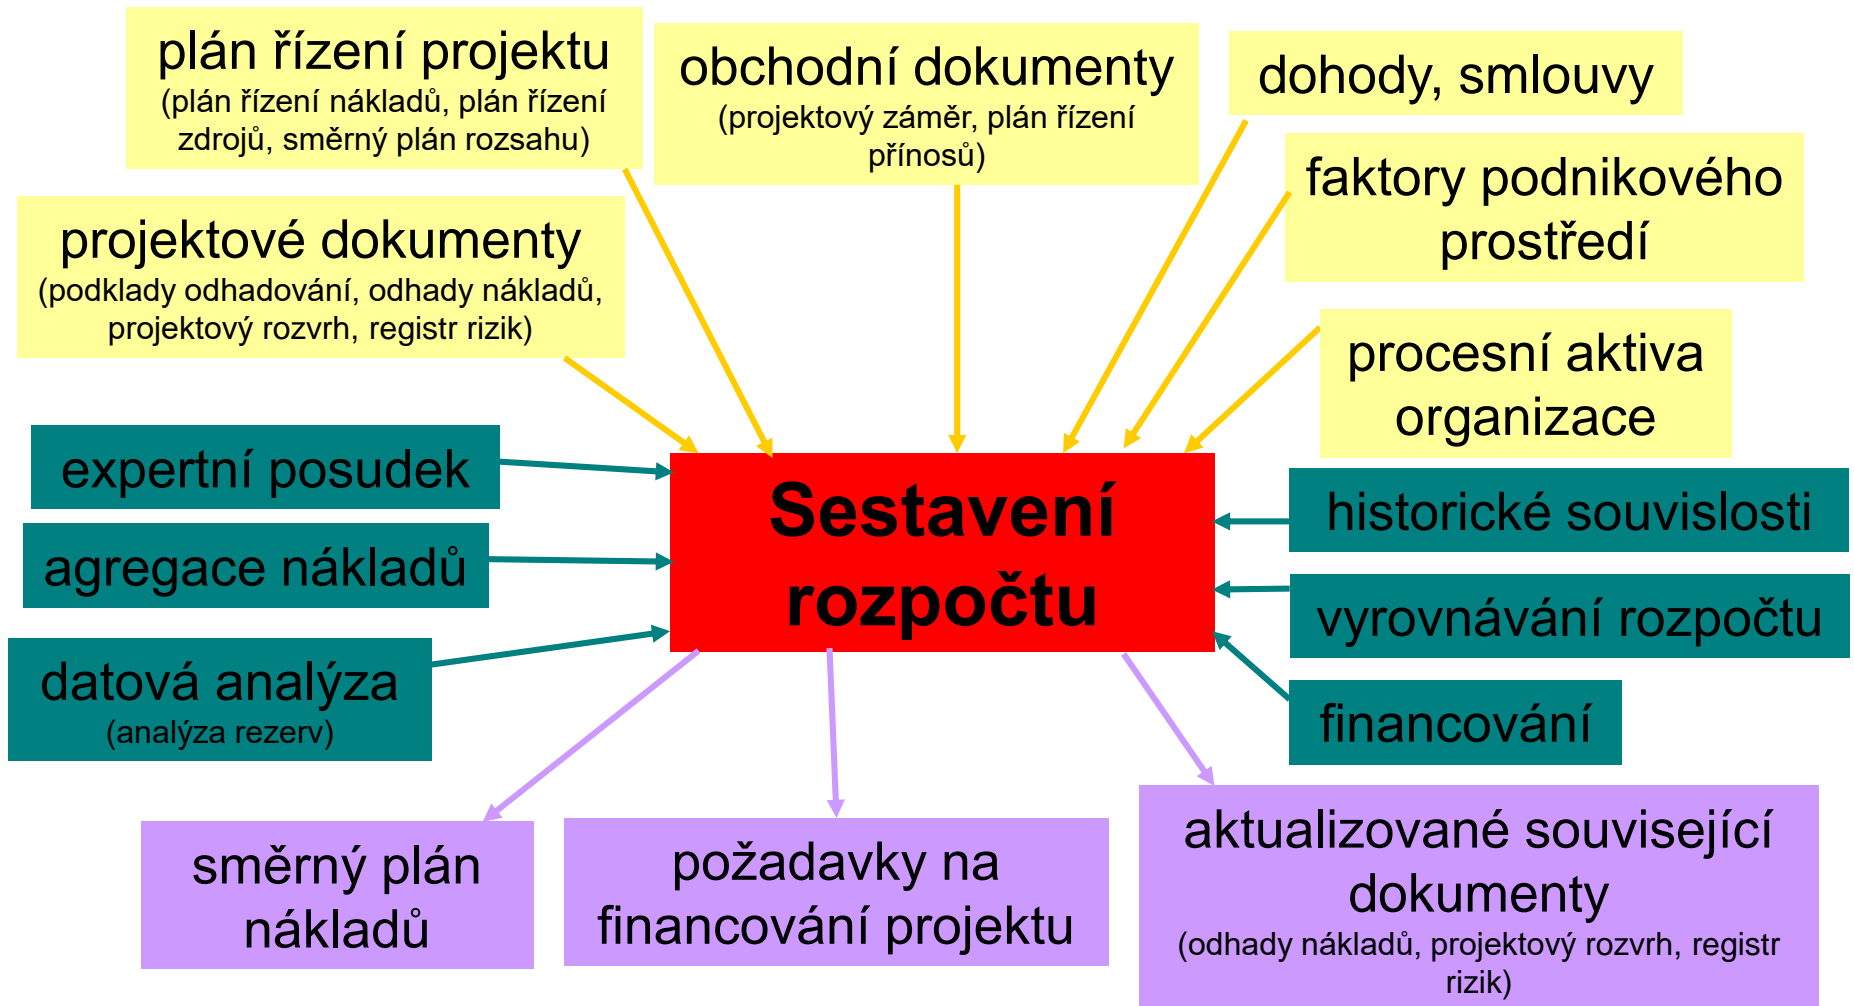 plán řízení projektu
(plán řízení nákladů, plán řízení
zdrojů, směrný plán rozsahu)
obchodní dokumenty
(projektový záměr, plán řízení
přínosů)
dohody, smlouvy
faktory podnikového
prostředí
projektové dokumenty
(podklady odhadování, odhady nákladů,
projektový rozvrh, registr rizik)
procesní aktiva
organizace
expertní posudek
agregace nákladů
datová analýza
(analýza rezerv)
Sestavení
rozpočtu
historické souvislosti
vyrovnávání rozpočtu
financování
směrný plán
nákladů
požadavky na
financování projektu
aktualizované související
dokumenty
(odhady nákladů, projektový rozvrh, registr
rizik)